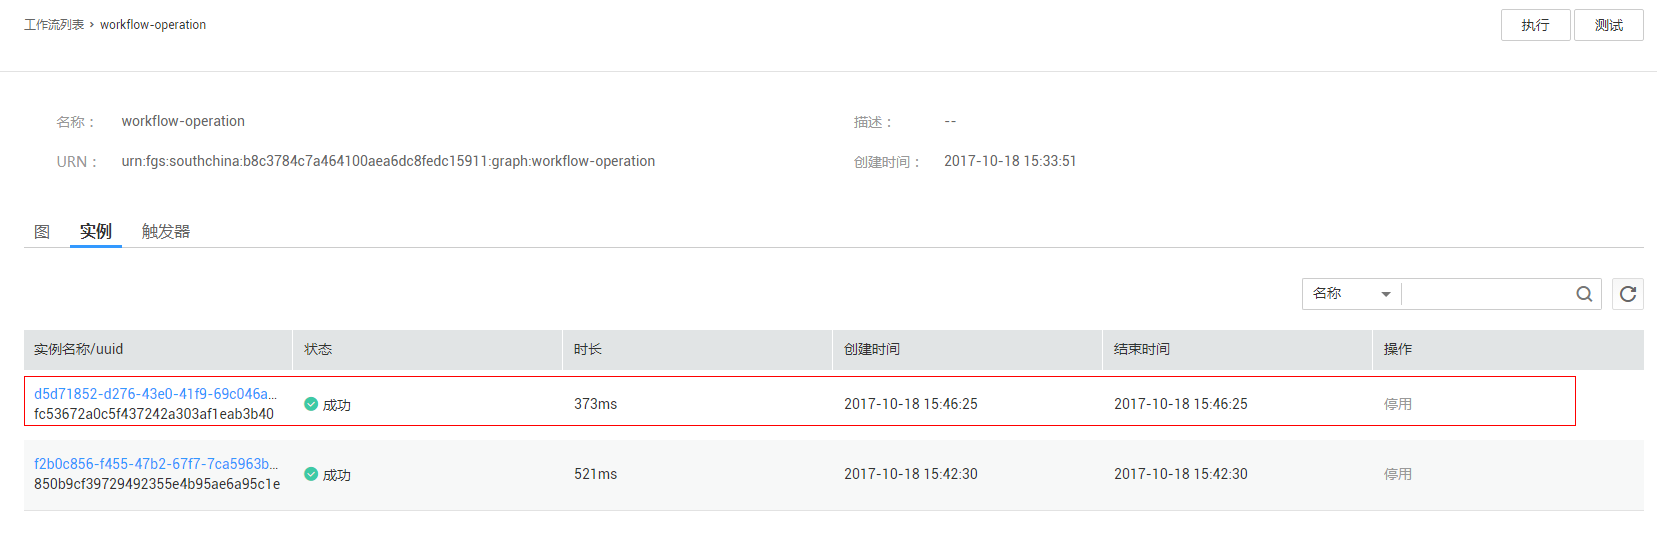 工作流列表 › workflow-operation
执行 测试
名称： workflow-operation 描述： --
URN： urn:fgs:southchina:b8c3784c7a464100aea6dc8fedc15911:graph:workflow-operation 创建时间： 2017-10-18 15:33:51
图 实例 触发器
名称
实例名称/uuid 状态 时长 创建时间 结束时间 操作
d5d71852-d276-43e0-41f9-69c046a...
fc53672a0c5f437242a303af1eab3b40 成功 373ms 2017-10-18 15:46:25 2017-10-18 15:46:25 停用
f2b0c856-f455-47b2-67f7-7ca5963b...
850b9cf39729492355e4b95ae6a95c1e 成功 521ms 2017-10-18 15:42:30 2017-10-18 15:42:30 停用